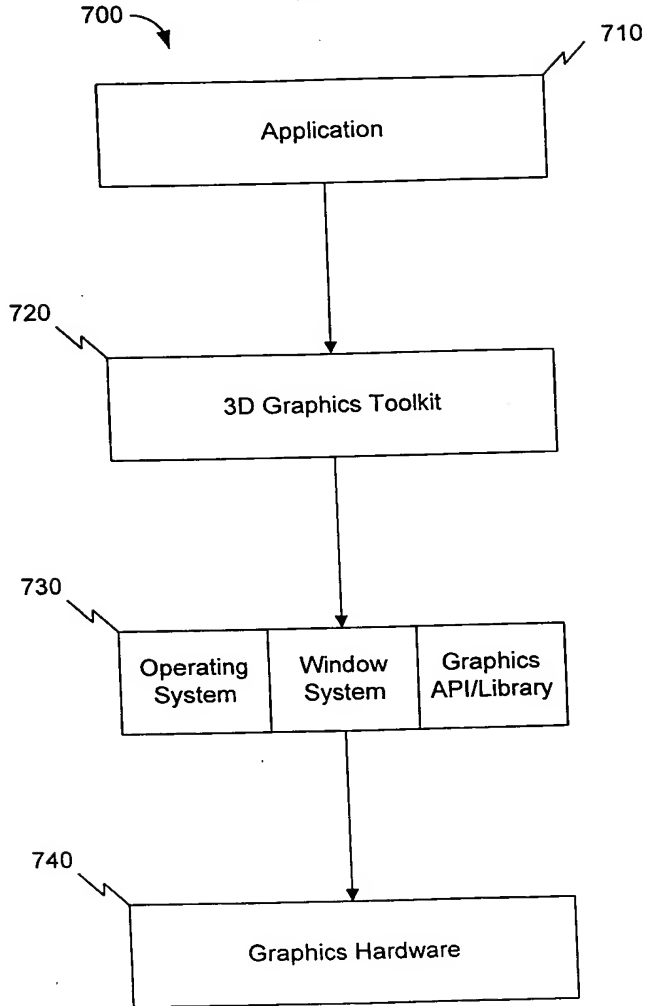 700
710
Application
720
3D Graphics Toolkit
730
Operating
System
Window
System
Graphics
API/Library
740
Graphics Hardware